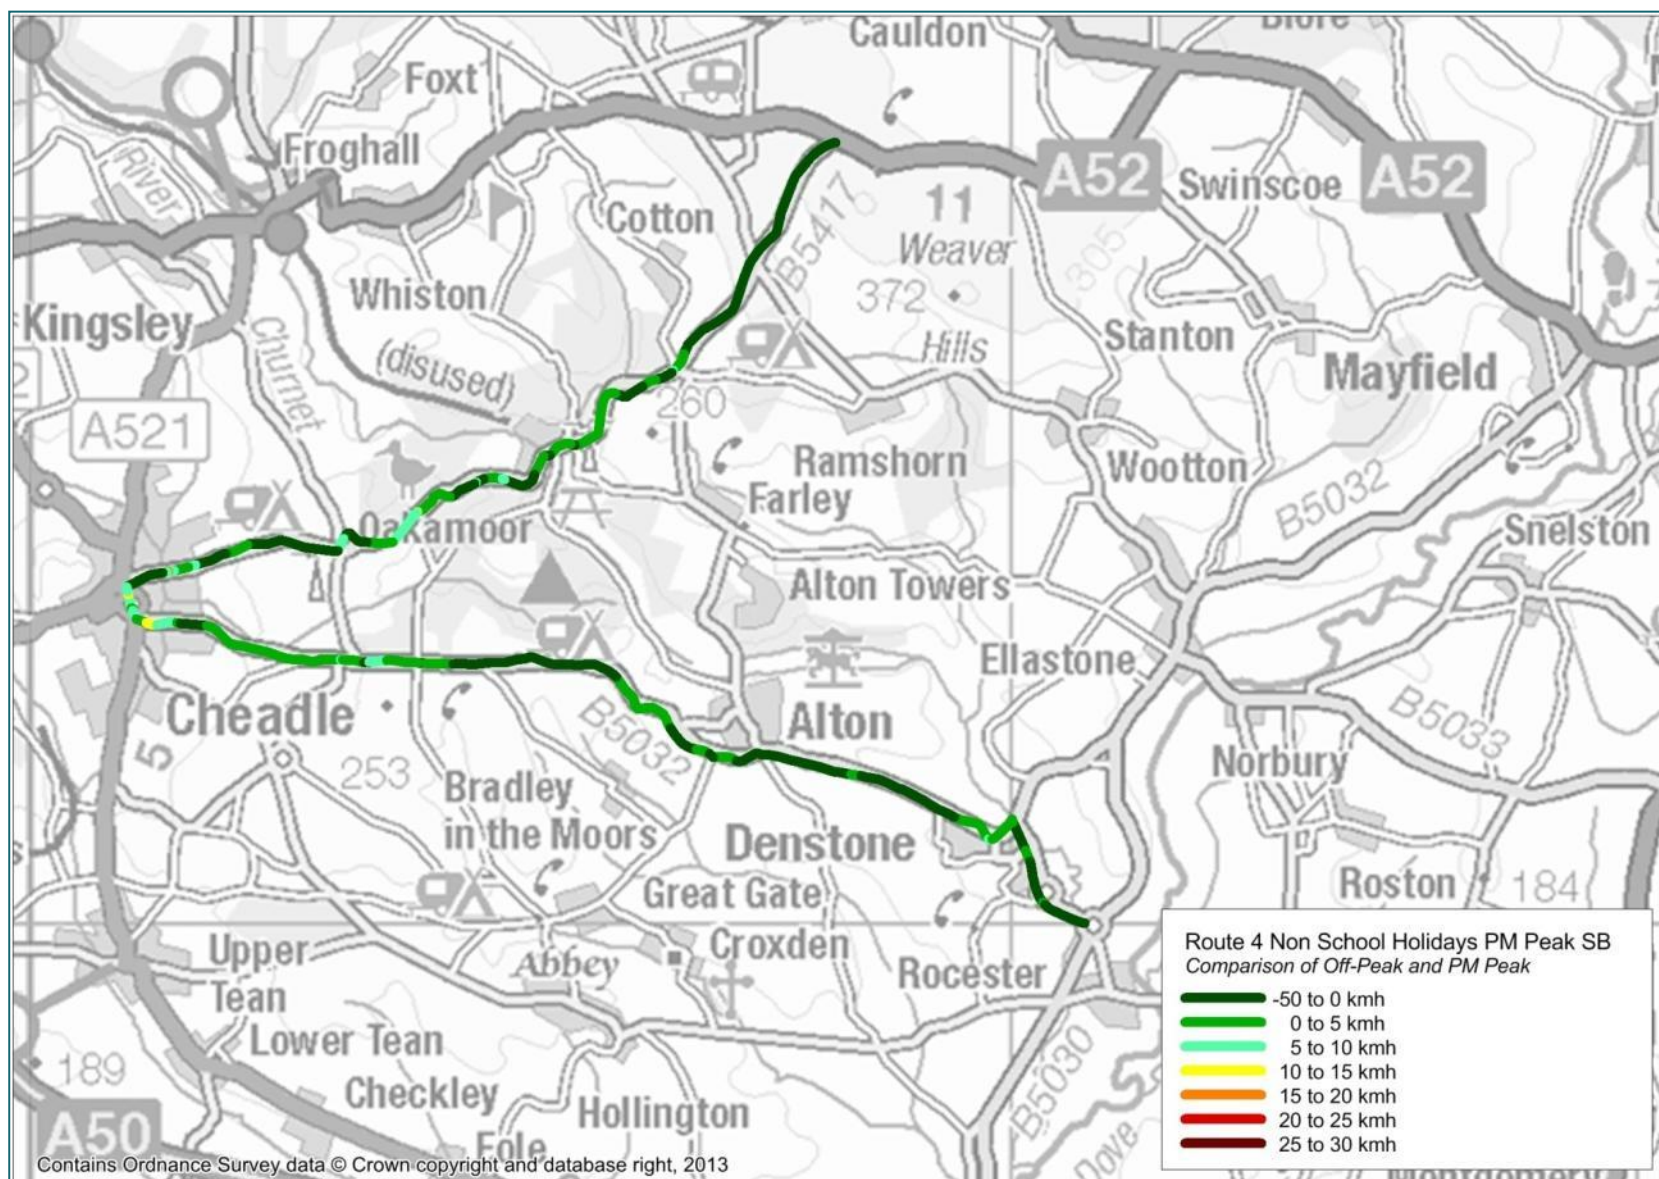 Cauldon
Blore
Foxt
Froghall
River
A52
Swinscoe
A52
11
Cotton
B5417
Weaver
305
Whiston
372
Kingsley
Churnet
Hills
Stanton
(disused)
Mayfield
260
A521
Ramshorn
Wootton
Farley
B5032
Oakamoor
Snelston
Alton Towers
Ellastone
Cheadle
B5032
Alton
B5033
5
253
Norbury
Bradley
in the Moors
Denstone
Great Gate
Roston
184
Upper
Tean
Abbey
Croxden
Rocester
Lower Tean
189
Checkley
Hollington
B5030
A50
Fole
Dove
Montgomery
Route 4 Non School Holidays PM Peak SB
Comparison of Off-Peak and PM Peak
-50 to 0 kmh
0 to 5 kmh
5 to 10 kmh
10 to 15 kmh
15 to 20 kmh
20 to 25 kmh
25 to 30 kmh
Contains Ordnance Survey data © Crown copyright and database right, 2013